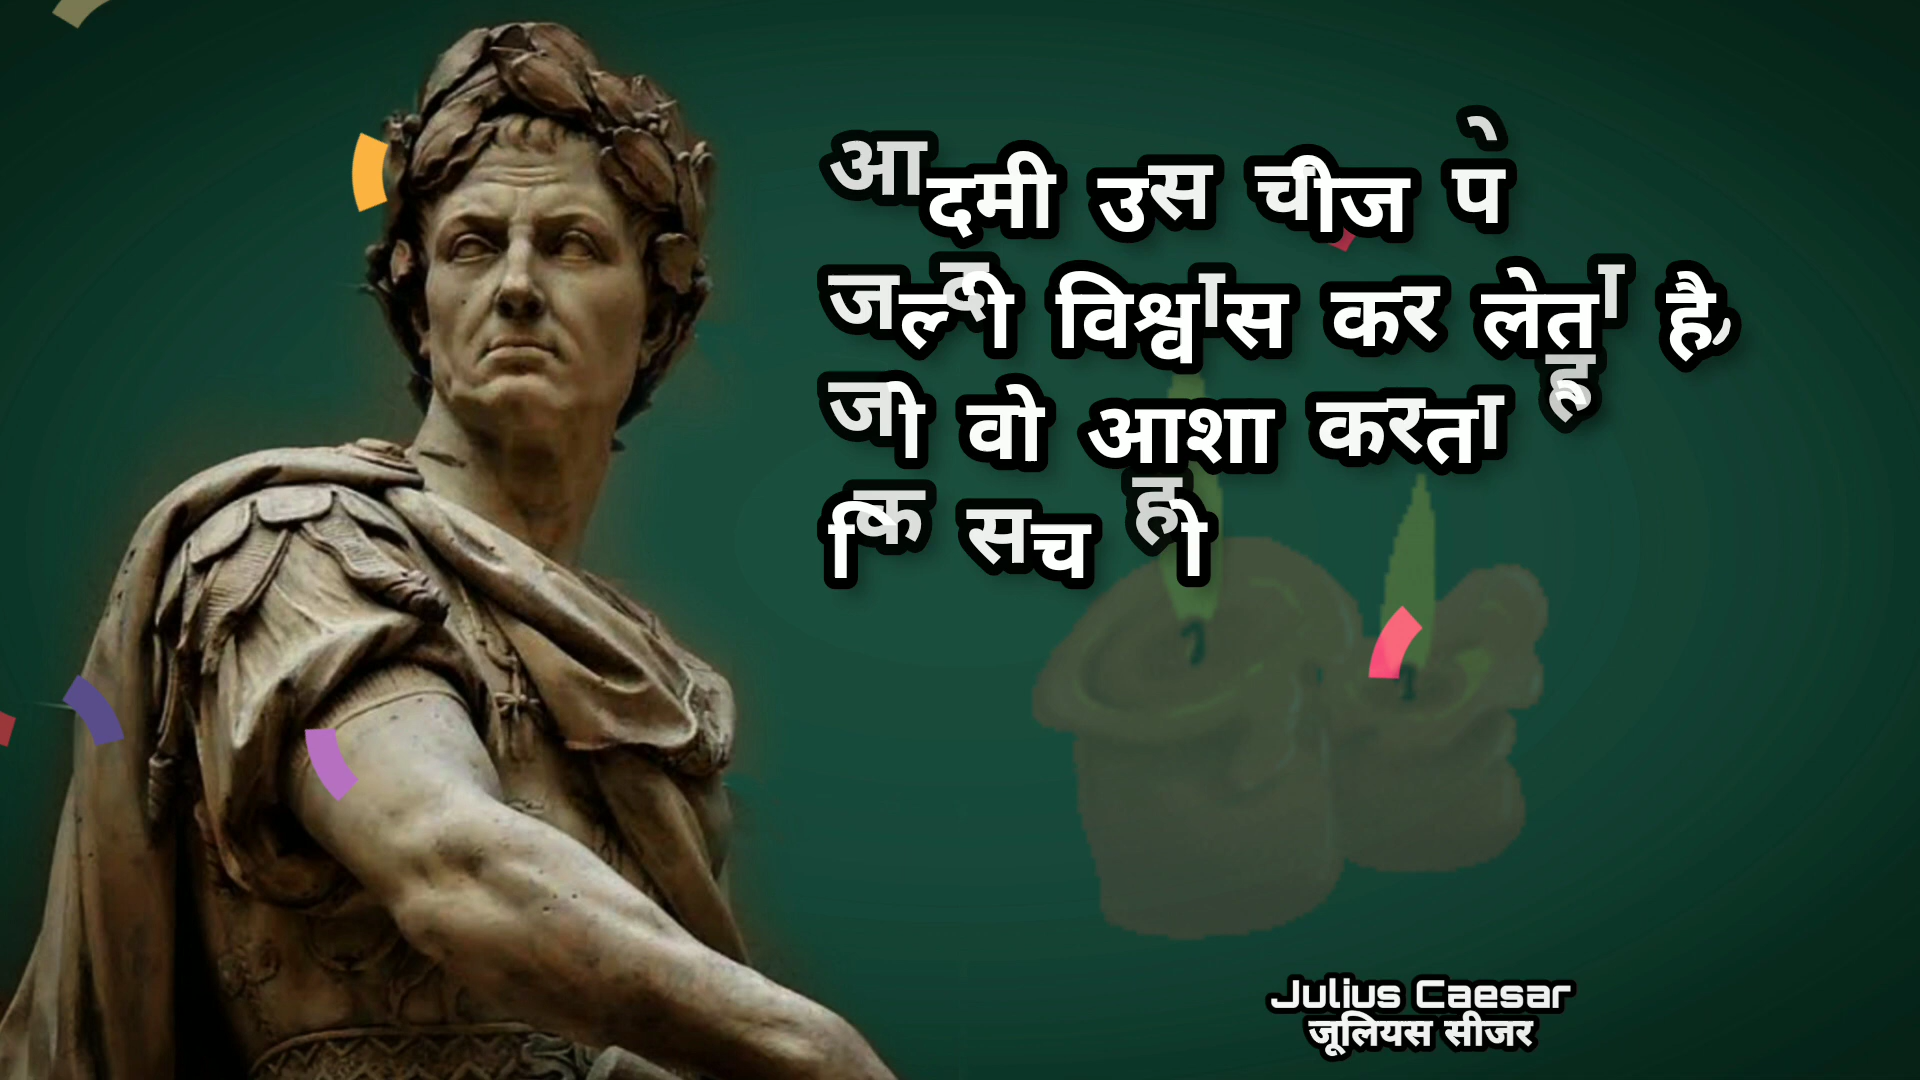 आदमी उस चीज पे
जल्दी विश्वास कर लेता है,
जी वो आशा करता है
कि सच ही
Julius Caesar
जूलियस सीजर